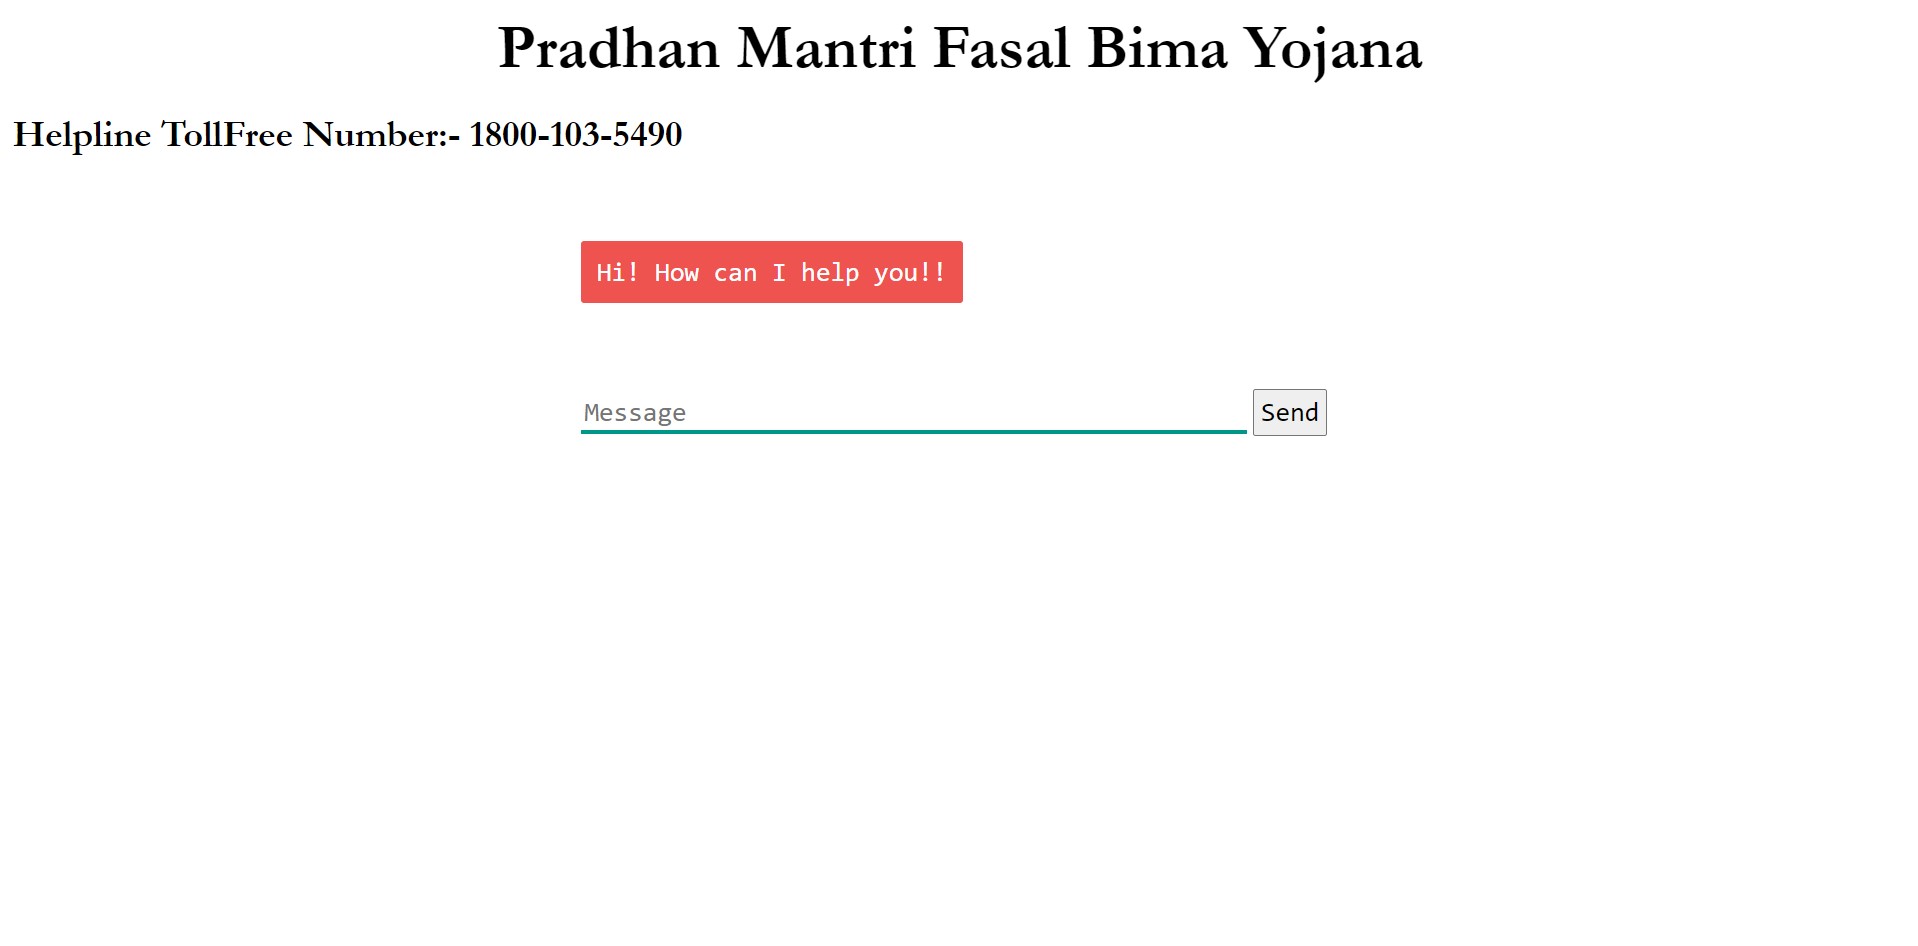 Pradhan Mantri Fasal Bima Yojana
Helpline TollFree Number:- 1800-103-5490
Hi! How can I help you!!
Message
Send